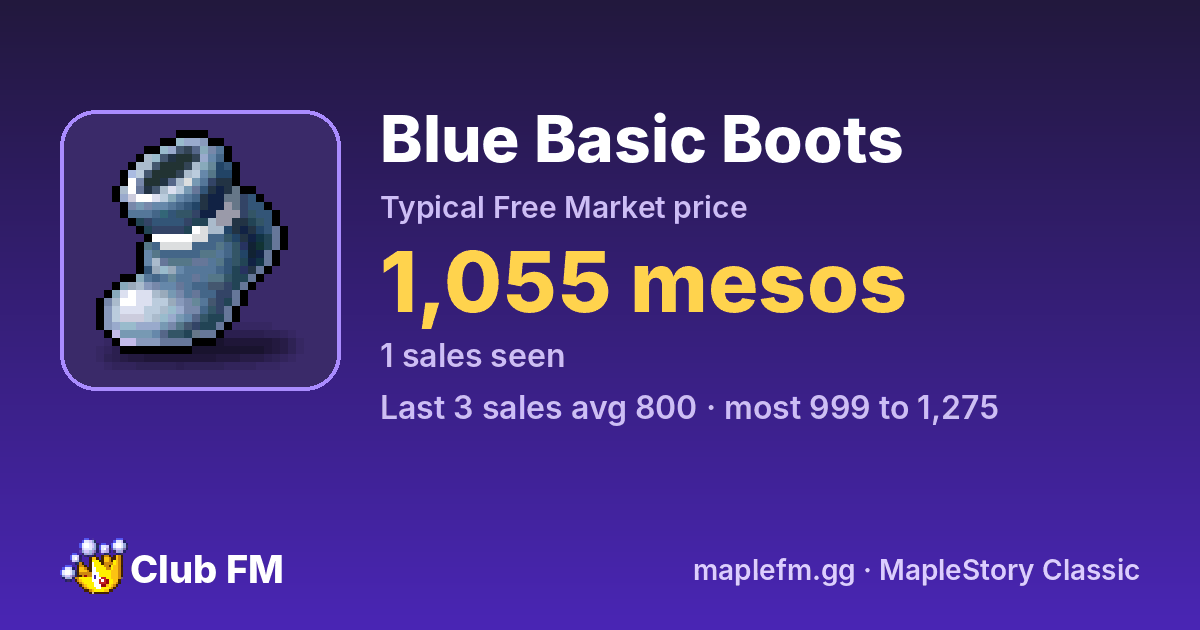 Blue Basic Boots
Typical Free Market price
1,055 mesos
1 sales seen
Last 3 sales avg 800 · most 999 to 1,275
Club FM
maplefm.gg · MapleStory Classic